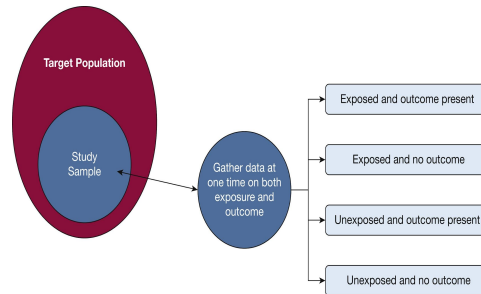 Target Population
Study
Sample
Gather data at
one time on both
exposure and
outcome
Exposed and outcome present
Exposed and no outcome
Unexposed and outcome present
Unexposed and no outcome